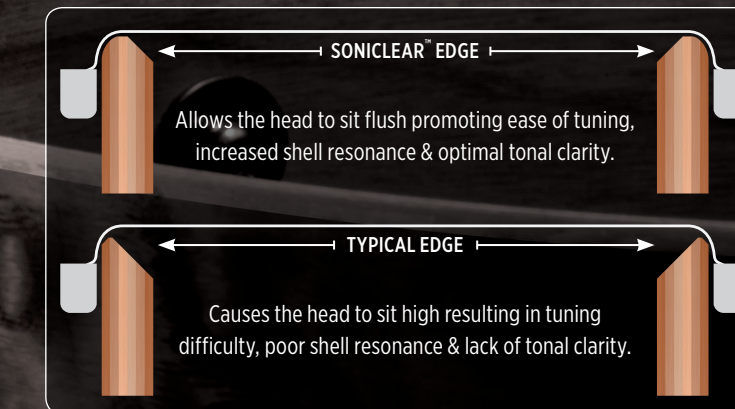 SONICLEAR™ EDGE
Allows the head to sit flush promoting ease of tuning,
increased shell resonance & optimal tonal clarity.
TYPICAL EDGE
Causes the head to sit high resulting in tuning
difficulty, poor shell resonance & lack of tonal clarity.